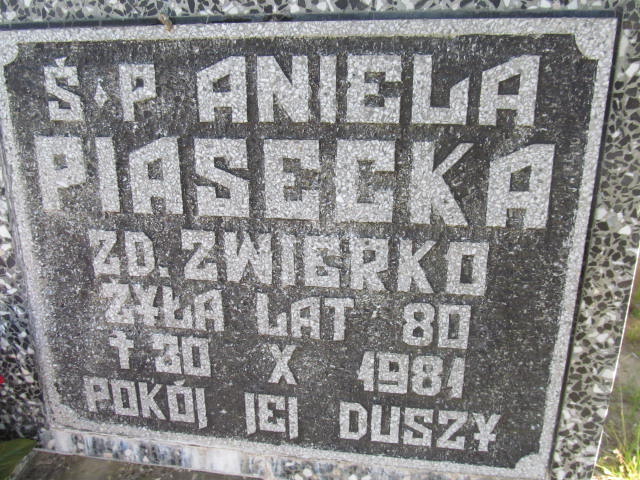 Ś·P. ANIELA
PIASECKA
ZD. ZWIERKO
ŻYŁA LAT 80
† 30 X 1981
POKÓJ JEJ DUSZY